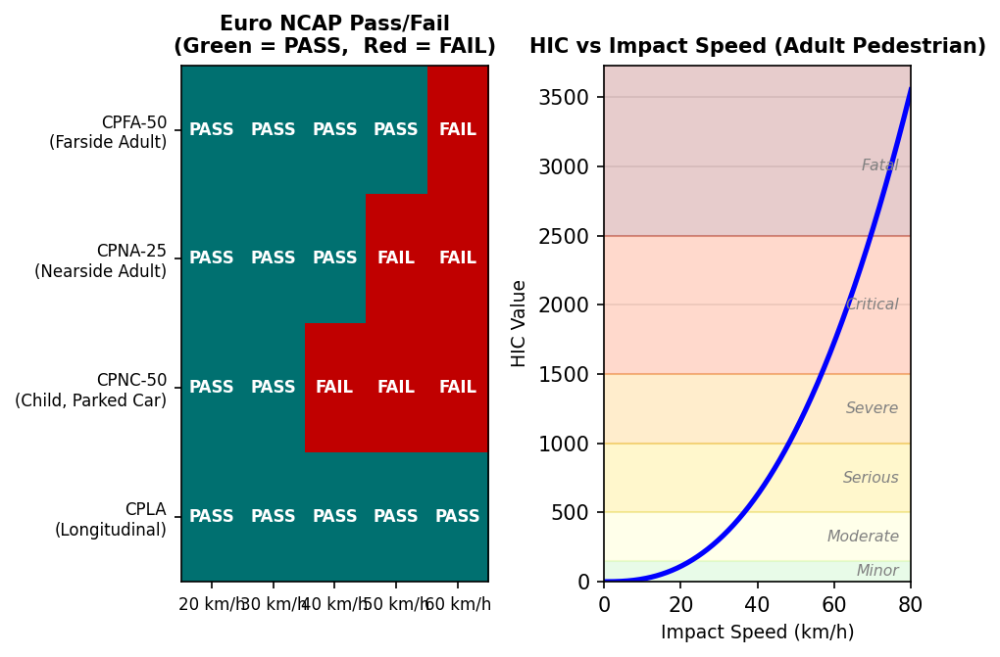 Euro NCAP Pass/Fail
(Green = PASS,  Red = FAIL)
CPFA-50
(Farside Adult)
PASS PASS PASS PASS FAIL
CPNA-25
(Nearside Adult)
PASS PASS PASS FAIL FAIL
CPNC-50
(Child, Parked Car)
PASS PASS FAIL FAIL FAIL
CPLA
(Longitudinal)
PASS PASS PASS PASS PASS
20 km/h 30 km/h 40 km/h 50 km/h 60 km/h
HIC vs Impact Speed (Adult Pedestrian)
HIC Value
3500
3000
2500
2000
1500
1000
500
0
Fatal
Critical
Severe
Serious
Moderate
Minor
0 20 40 60 80
Impact Speed (km/h)